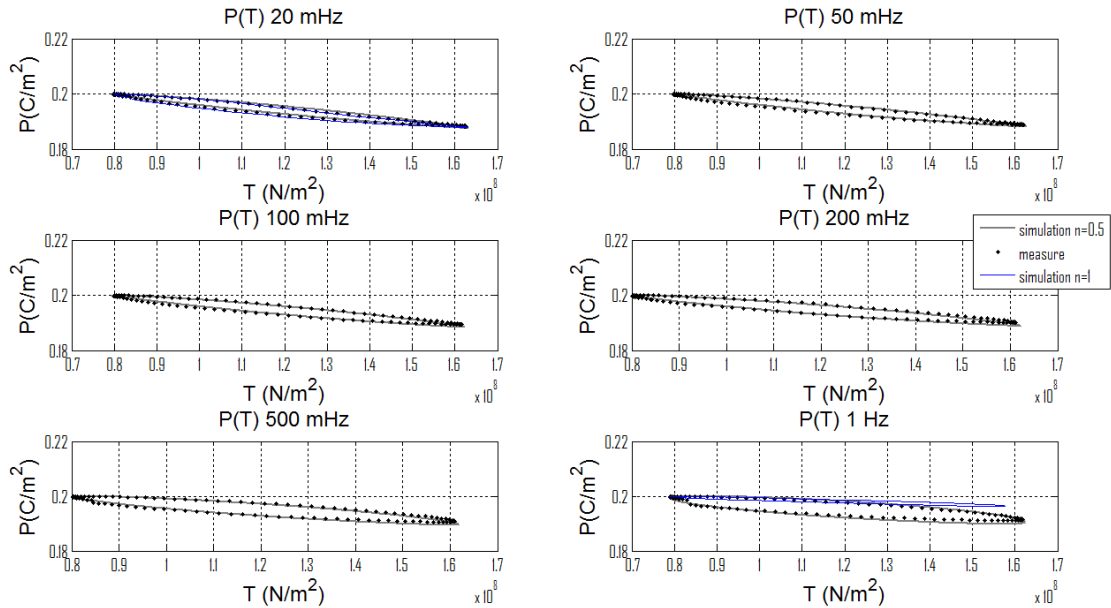 P(T) 20 mHz
0.22
0.2
0.18
P(C/m²)
0.7 0.8 0.9 1 1.1 1.2 1.3 1.4 1.5 1.6 1.7
T (N/m²)
x 10⁸
P(T) 50 mHz
0.22
0.2
0.18
P(C/m²)
0.7 0.8 0.9 1 1.1 1.2 1.3 1.4 1.5 1.6 1.7
T (N/m²)
x 10⁸
P(T) 100 mHz
0.22
0.2
0.18
P(C/m²)
0.7 0.8 0.9 1 1.1 1.2 1.3 1.4 1.5 1.6 1.7
T (N/m²)
x 10⁸
P(T) 200 mHz
0.22
0.2
0.18
P(C/m²)
0.8 0.9 1 1.1 1.2 1.3 1.4 1.5 1.6 1.7
T (N/m²)
x 10⁸
simulation n=0.5
measure
simulation n=1
P(T) 500 mHz
0.22
0.2
0.18
P(C/m²)
0.8 0.9 1 1.1 1.2 1.3 1.4 1.5 1.6 1.7
T (N/m²)
x 10⁸
P(T) 1 Hz
0.22
0.2
0.18
P(C/m²)
0.7 0.8 0.9 1 1.1 1.2 1.3 1.4 1.5 1.6 1.7
T (N/m²)
x 10⁸